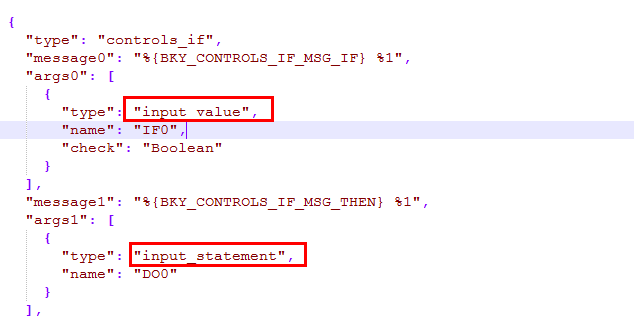 {
"type": "controls_if",
"message0": "%{BKY_CONTROLS_IF_MSG_IF} %1",
"args0": [
{
"type": "input_value",
"name": "IF0",
"check": "Boolean"
}
],
"message1": "%{BKY_CONTROLS_IF_MSG_THEN} %1",
"args1": [
{
"type": "input_statement",
"name": "DO0"
}
],